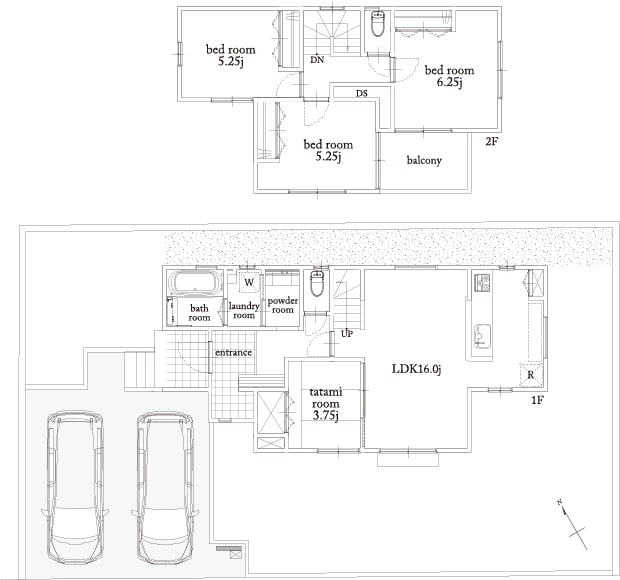 bed room
5.25j
DN
bed room
6.25j
DS
bed room
5.25j
balcony
2F
W
bath
room
laundry
room
powder
room
UP
entrance
LDK16.0j
tatami
room
3.75j
R
1F
N